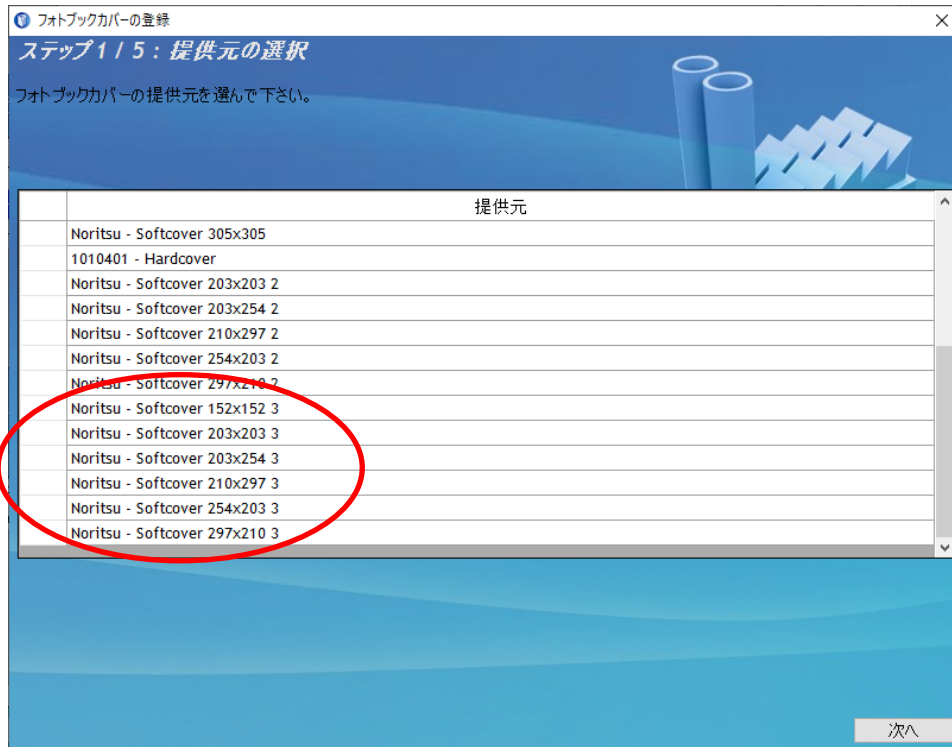 フォトブックカバーの登録
ステップ1 / 5 : 提供元の選択
フォトブックカバーの提供元を選んで下さい。
提供元
Noritsu - Softcover 305x305
1010401 - Hardcover
Noritsu - Softcover 203x203 2
Noritsu - Softcover 203x254 2
Noritsu - Softcover 210x297 2
Noritsu - Softcover 254x203 2
Noritsu - Softcover 297x210 2
Noritsu - Softcover 152x152 3
Noritsu - Softcover 203x203 3
Noritsu - Softcover 203x254 3
Noritsu - Softcover 210x297 3
Noritsu - Softcover 254x203 3
Noritsu - Softcover 297x210 3
次へ